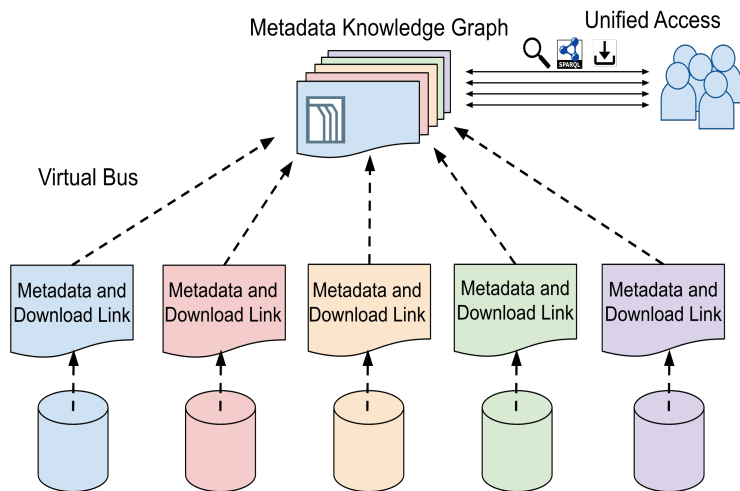 Unified Access
Metadata Knowledge Graph
SPARQL
Virtual Bus
Metadata and
Download Link
Metadata and
Download Link
Metadata and
Download Link
Metadata and
Download Link
Metadata and
Download Link